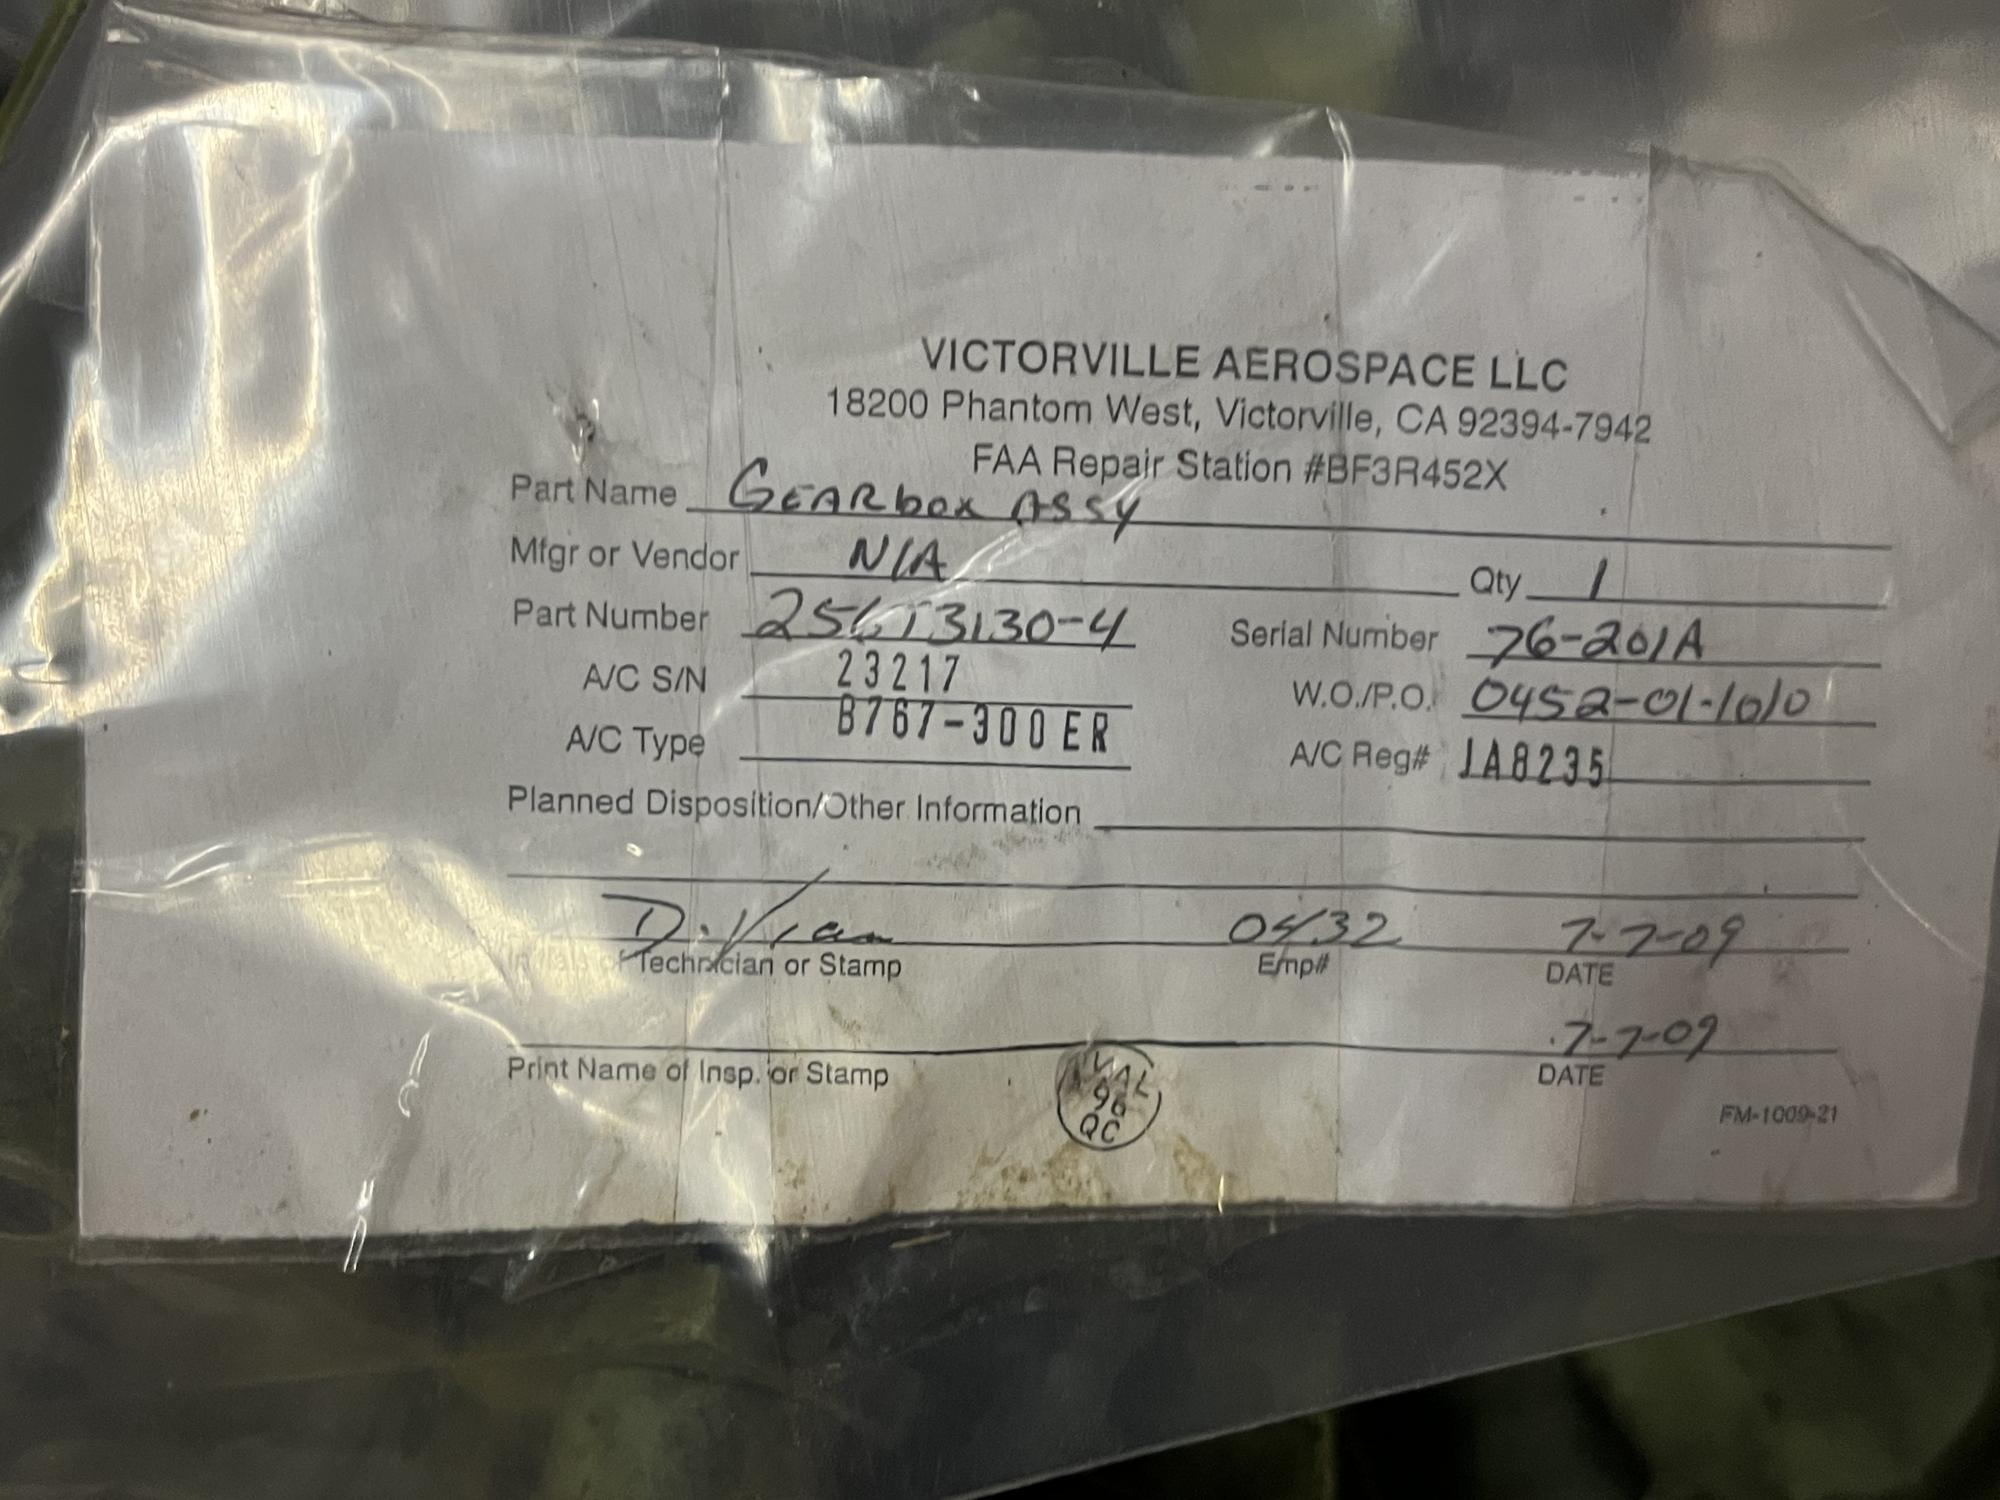 VICTORVILLE AEROSPACE LLC
18200 Phantom West, Victorville, CA 92394-7942
FAA Repair Station #BF3R452X
Part Name GEARbox ASSY
Mfgr or Vendor N/A Qty 1
Part Number 256T3130-4 Serial Number 76-201A
A/C S/N 23217 W.O./P.O. 0452-01-1010
A/C Type B767-300ER A/C Reg# JA8235
Planned Disposition/Other Information
D. 0432 7-7-09
Initials of Technician or Stamp Emp# DATE
7-7-09
Print Name of Insp. or Stamp DATE
VAL
96
QC
FM-1009-21